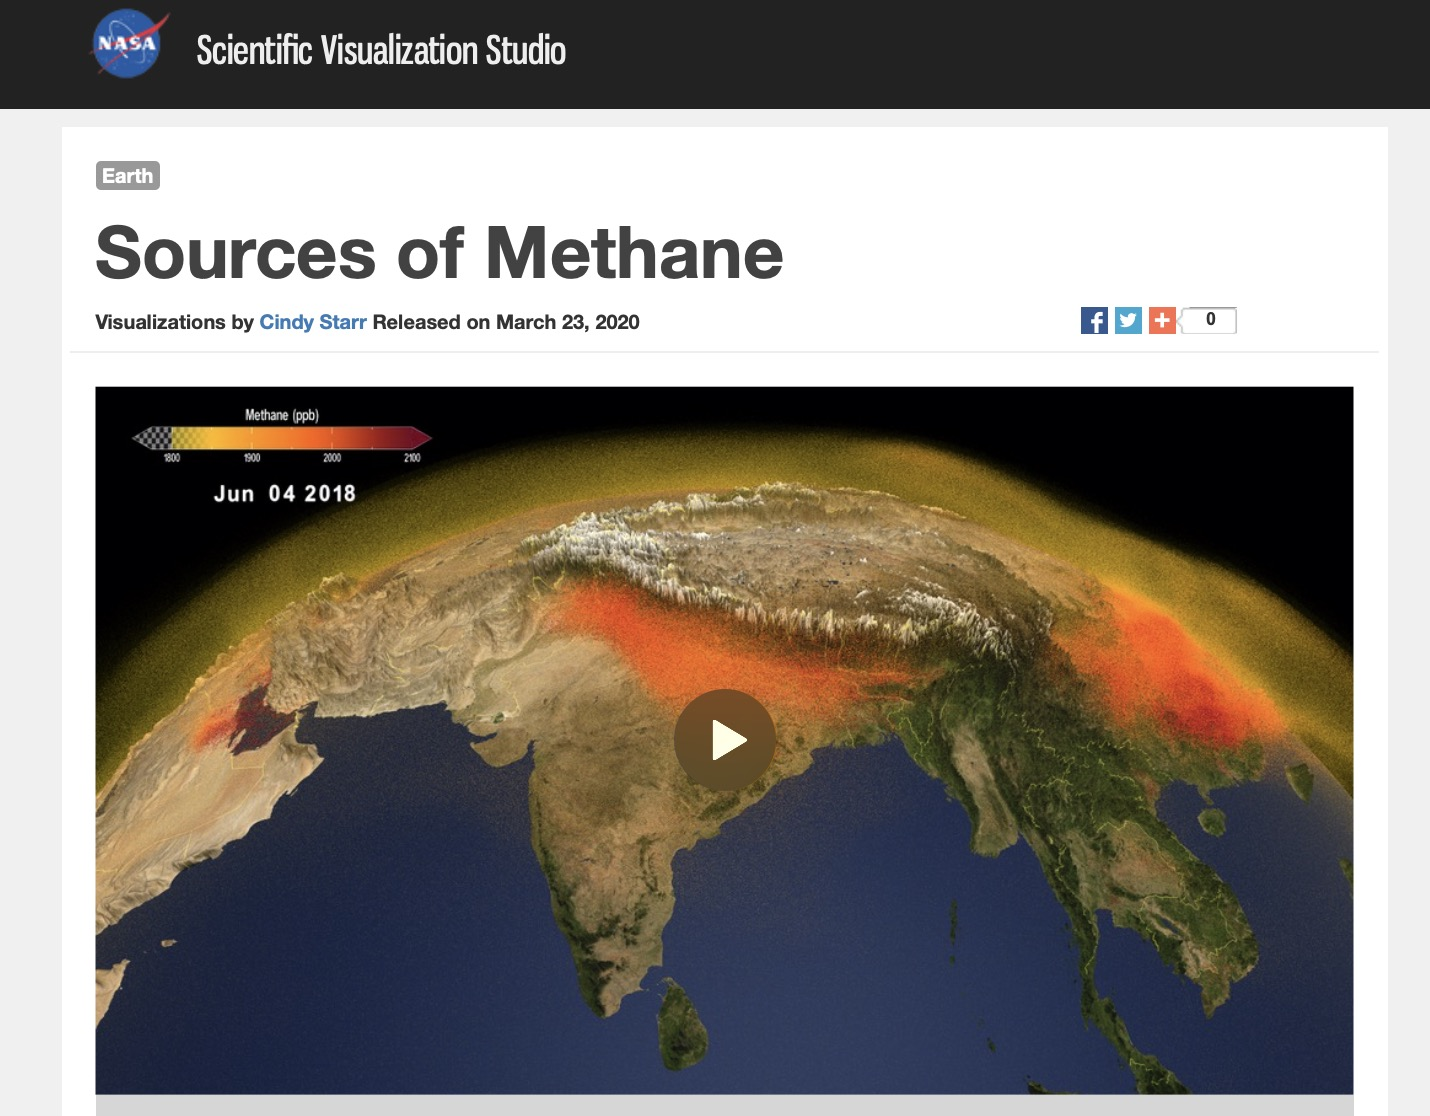 NASA
Scientific Visualization Studio
Earth
Sources of Methane
Visualizations by Cindy Starr Released on March 23, 2020
0
Methane (ppb)
1800 1900 2000 2100
Jun 04 2018